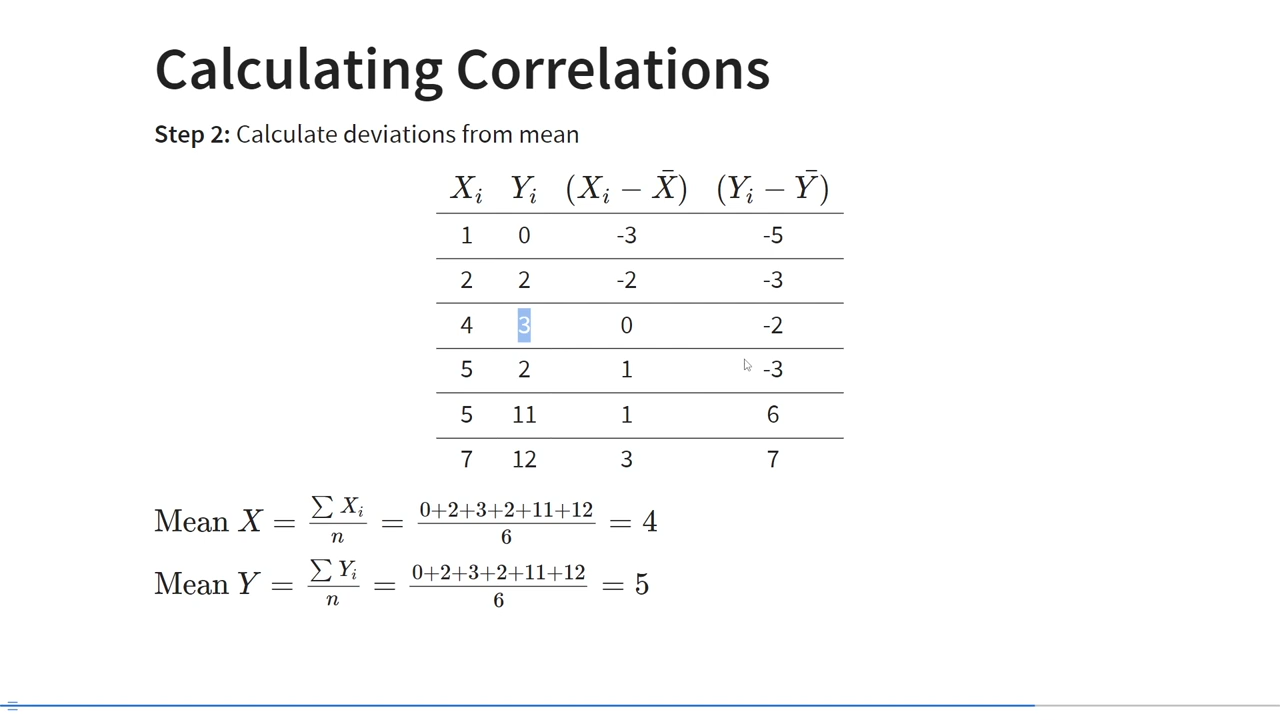 Calculating Correlations
Step 2: Calculate deviations from mean
Xᵢ Yᵢ (Xᵢ − X̄) (Yᵢ − Ȳ)
1 0 -3 -5
2 2 -2 -3
4 3 0 -2
5 2 1 -3
5 11 1 6
7 12 3 7
Mean X = ∑ Xᵢ / n = 0+2+3+2+11+12 / 6 = 4
Mean Y = ∑ Yᵢ / n = 0+2+3+2+11+12 / 6 = 5